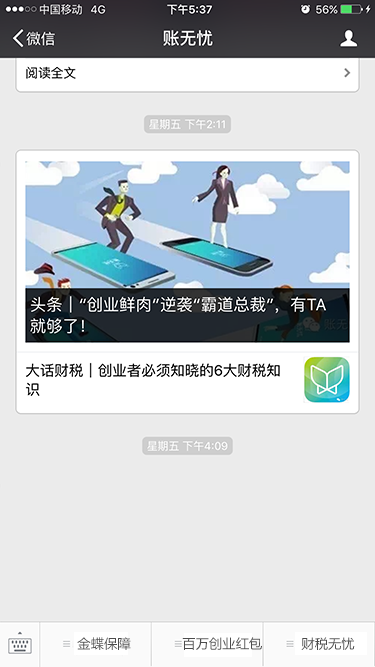 中国移动 4G 下午5:37 56%
微信 账无忧
阅读全文
星期五 下午2:11
头条｜“创业鲜肉”逆袭“霸道总裁”，有TA
就够了！
账无
大话财税｜创业者必须知晓的6大财税知
识
星期五 下午4:09
金蝶保障 百万创业红包 财税无忧